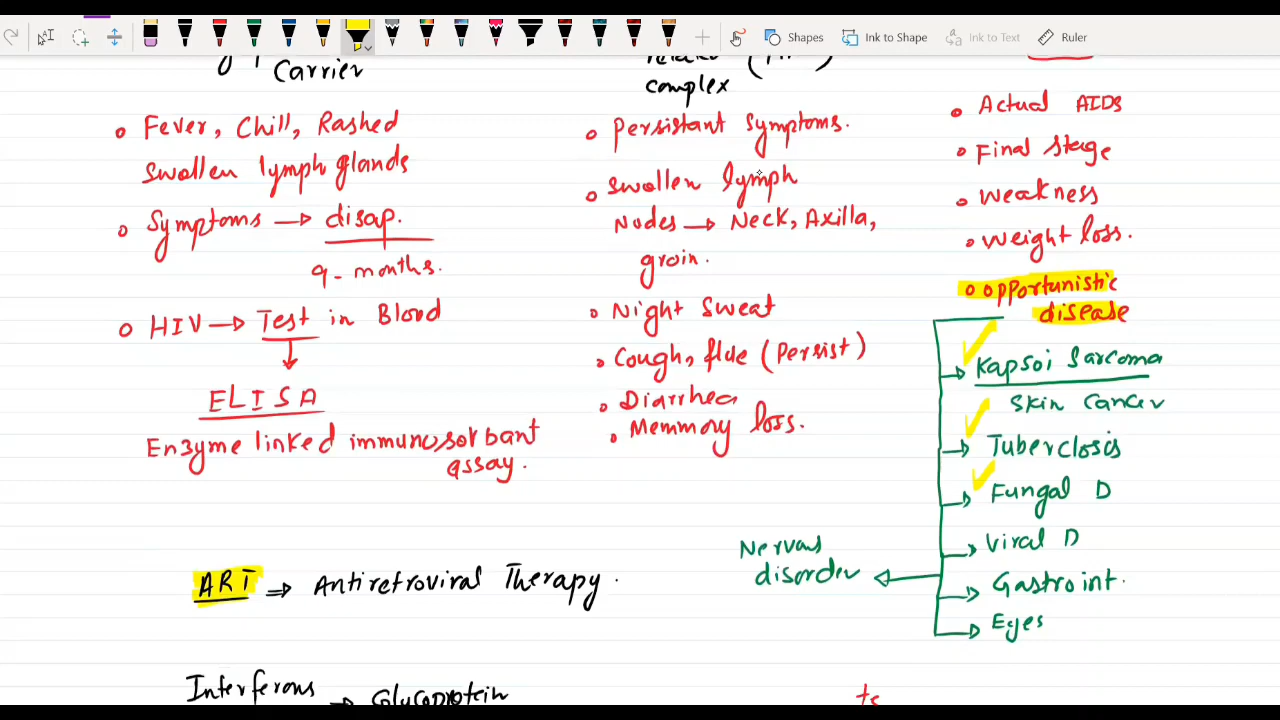 Shapes
Ink to Shape
Ink to Text
Ruler
Carrier
complex
Fever, Chill, Rashed
Swollen lymph glands
Symptoms → disap.
9 - months.
HIV → Test in Blood
ELISA
Enzyme linked immunosorbant
assay.
Persistant Symptoms.
Swollen lymph
Nodes → Neck, Axilla,
groin.
Night Sweat
Cough, flue (Persist)
Diarrhea
Memmory loss.
Actual AIDs
Final stage
Weakness
Weight loss.
Opportunistic
disease
Kapsoi Sarcoma
Skin Cancer
Tuberclosis
Fungal D
Viral D
Gastroint.
Eyes
Nervous
disorder
ART ⇒ Antiretroviral Therapy.
Interferons → Glucoprotein